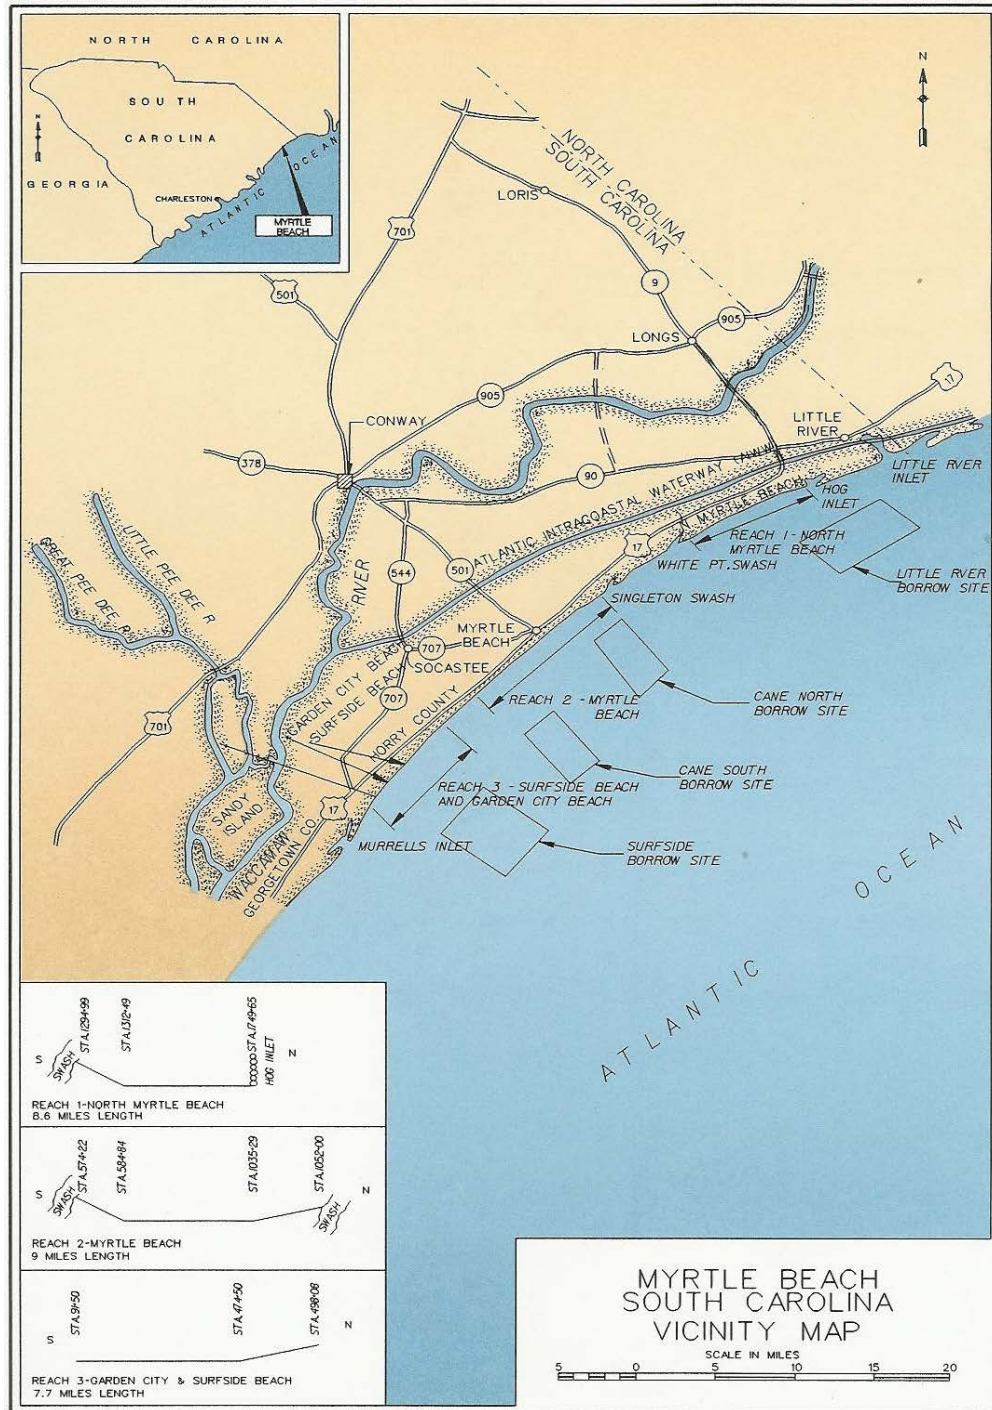 NORTH CAROLINA
SOUTH
CAROLINA
GEORGIA
CHARLESTON
ATLANTIC OCEAN
MYRTLE
BEACH
N
N
NORTH CAROLINA
SOUTH CAROLINA
LORIS
701
501
9
905
LONGS
17
905
CONWAY
LITTLE
RIVER
378
90
LITTLE RVER
INLET
HOG
INLET
ATLANTIC INTRACOASTAL WATERWAY (AIWW)
N MYRTLE BEACH
REACH 1-NORTH
MYRTLE BEACH
17
WHITE PT.SWASH
LITTLE RIVER
BORROW SITE
LITTLE PEE DEE R
GREAT PEE DEE R
RIVER
544
501
SINGLETON SWASH
MYRTLE
BEACH
707
SOCASTEE
707
GARDEN CITY BEACH
SURFSIDE BEACH
HORRY COUNTY
REACH 2 - MYRTLE
BEACH
CANE NORTH
BORROW SITE
701
CANE SOUTH
BORROW SITE
REACH 3 - SURFSIDE BEACH
AND GARDEN CITY BEACH
17
SANDY
ISLAND
MURRELLS INLET
SURFSIDE
BORROW SITE
WACCAMAW
GEORGETOWN CO.
ATLANTIC OCEAN
S
SWASH
STA.1294+99
STA.1312+49
STA.1749+65
HOG INLET
N
REACH 1-NORTH MYRTLE BEACH
8.6 MILES LENGTH
S
SWASH
STA.574+22
STA.584+84
STA.1035+29
STA.1052+00
SWASH
N
REACH 2-MYRTLE BEACH
9 MILES LENGTH
S
STA.91+50
STA.474+50
STA.498+08
N
REACH 3-GARDEN CITY & SURFSIDE BEACH
7.7 MILES LENGTH
MYRTLE BEACH
SOUTH CAROLINA
VICINITY MAP
SCALE IN MILES
5 0 5 10 15 20